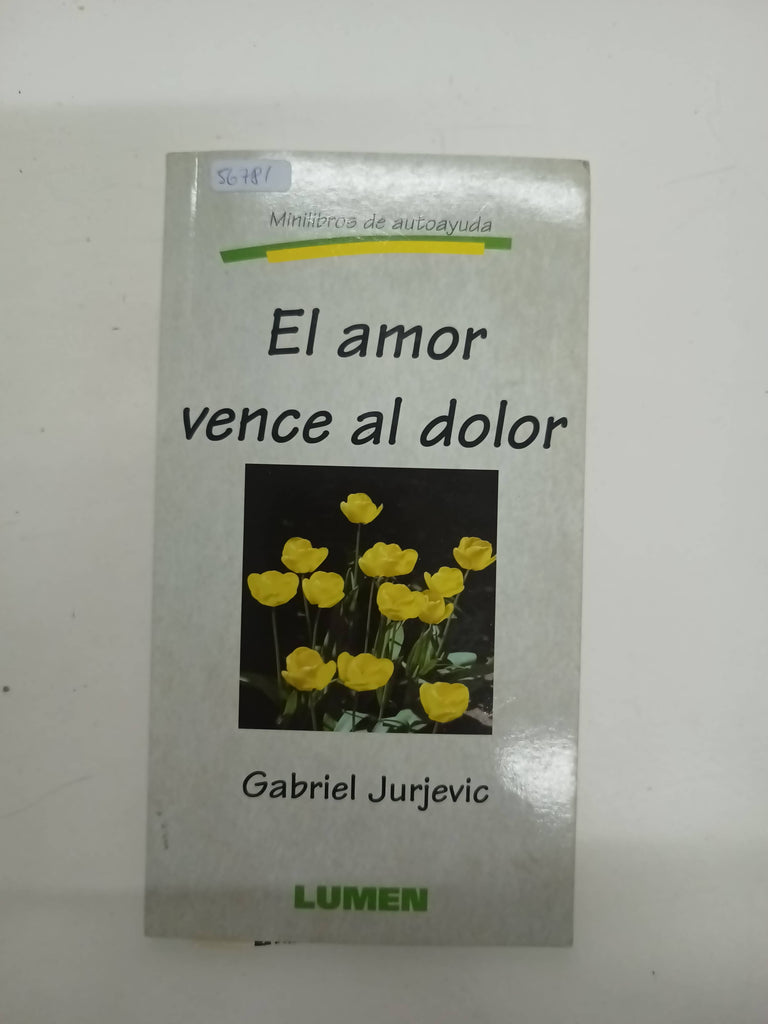 56781
Minilibros de autoayuda
El amor
vence al dolor
Gabriel Jurjevic
LUMEN